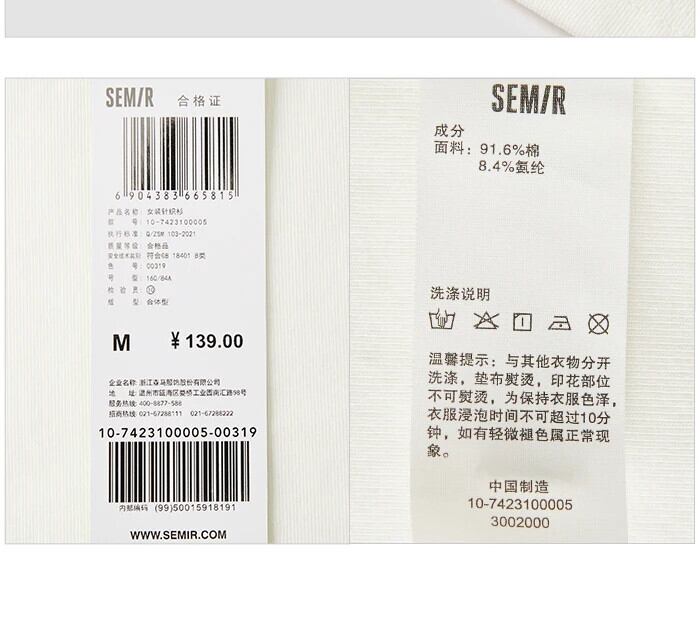 SEM/R 合格证
6 904383 665815
产品名称: 女装针织衫
款 号: 10-7423100005
执行标准: Q/ZSM 103-2021
质量等级: 合格品
安全技术类别: 符合GB 18401 B类
色 号: 00319
号 型: 160/84A
检 验 员: 10
版 型: 合体型
M ¥139.00
企业名称: 浙江森马服饰股份有限公司
地 址: 温州市瓯海区娄桥工业园南汇路98号
服务热线: 400-8877-588
招商热线: 021-67288111 021-67288222
10-7423100005-00319
内部编码 (99)50015918191
WWW.SEMIR.COM
SEM/R
成分
面料: 91.6%棉
8.4%氨纶
洗涤说明
温馨提示: 与其他衣物分开
洗涤, 垫布熨烫, 印花部位
不可熨烫, 为保持衣服色泽,
衣服浸泡时间不可超过10分
钟, 如有轻微褪色属正常现
象。
中国制造
10-7423100005
3002000